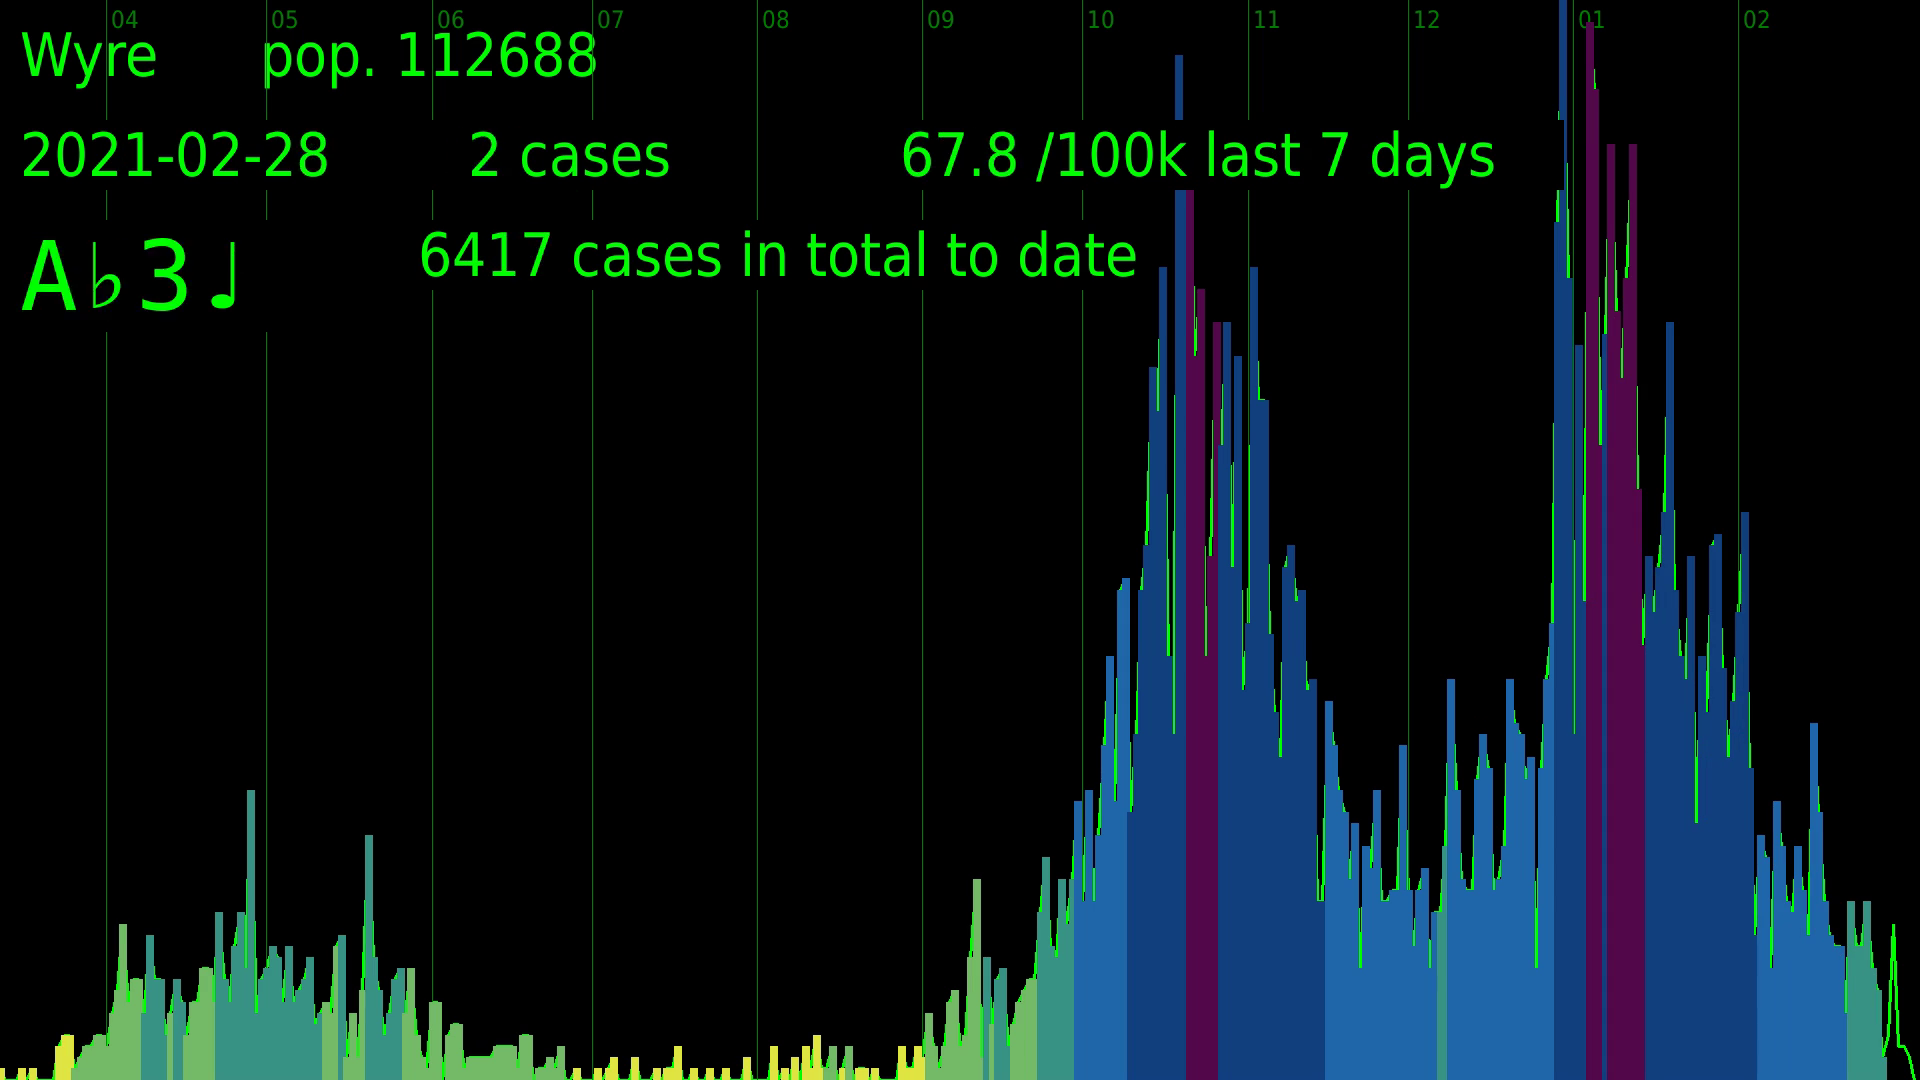 04 05 06 07 08 09 10 11 12 01 02
Wyre pop. 112688
2021-02-28 2 cases 67.8 /100k last 7 days
A♭3♩ 6417 cases in total to date